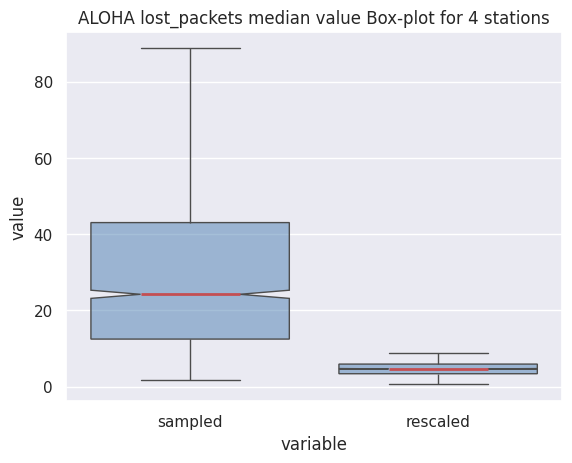 ALOHA lost_packets median value Box-plot for 4 stations
value
80
60
40
20
0
sampled
rescaled
variable